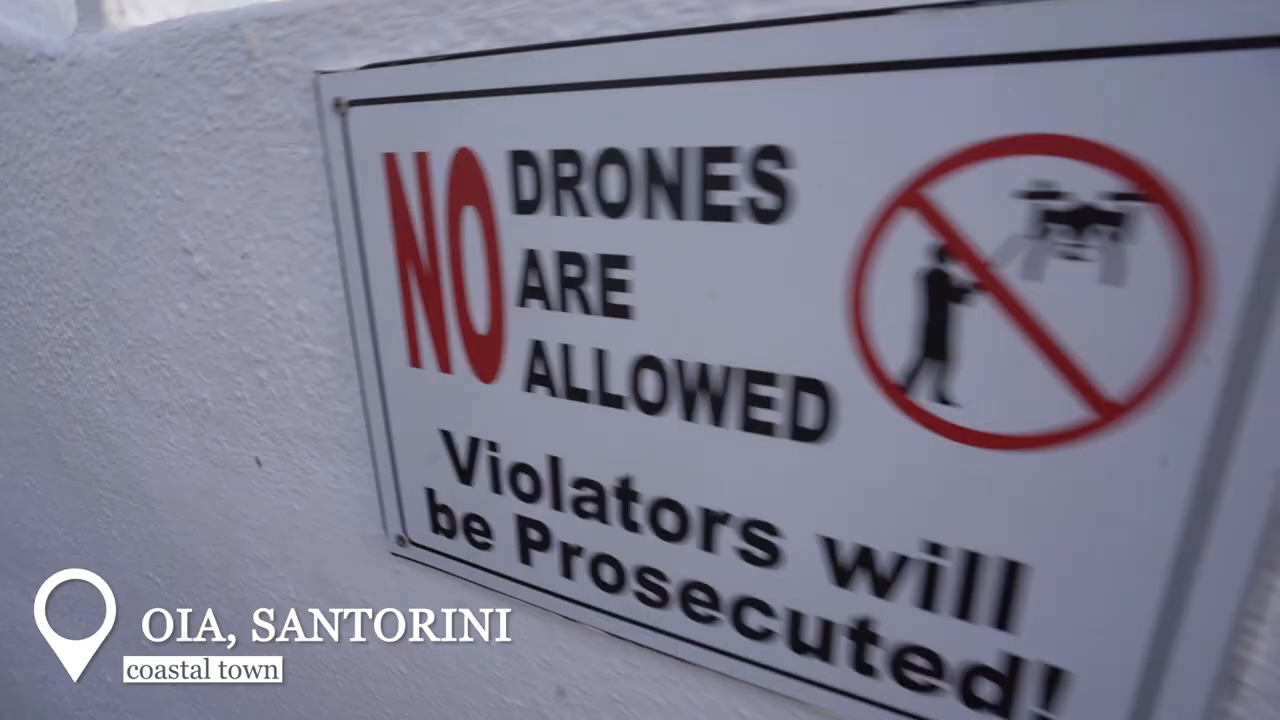 NO DRONES
ARE
ALLOWED
Violators will
be Prosecuted!
OIA, SANTORINI
coastal town